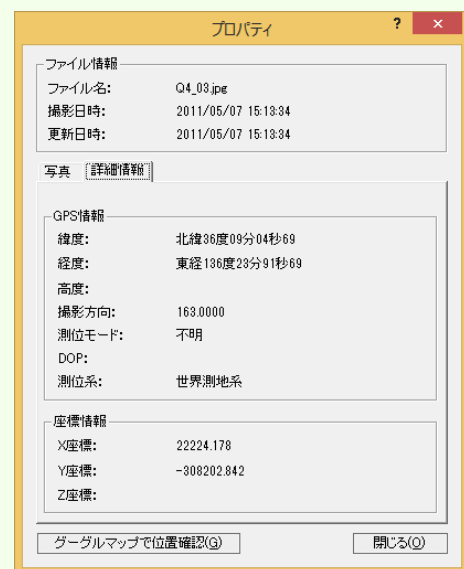 プロパティ ? ×
ファイル情報
ファイル名: Q4_03.jpg
撮影日時: 2011/05/07 15:13:34
更新日時: 2011/05/07 15:13:34
写真 詳細情報
GPS情報
緯度: 北緯36度09分04秒69
経度: 東経136度23分91秒69
高度:
撮影方向: 163.0000
測位モード: 不明
DOP:
測位系: 世界測地系
座標情報
X座標: 22224.178
Y座標: -308202.842
Z座標:
グーグルマップで位置確認(G) 閉じる(O)